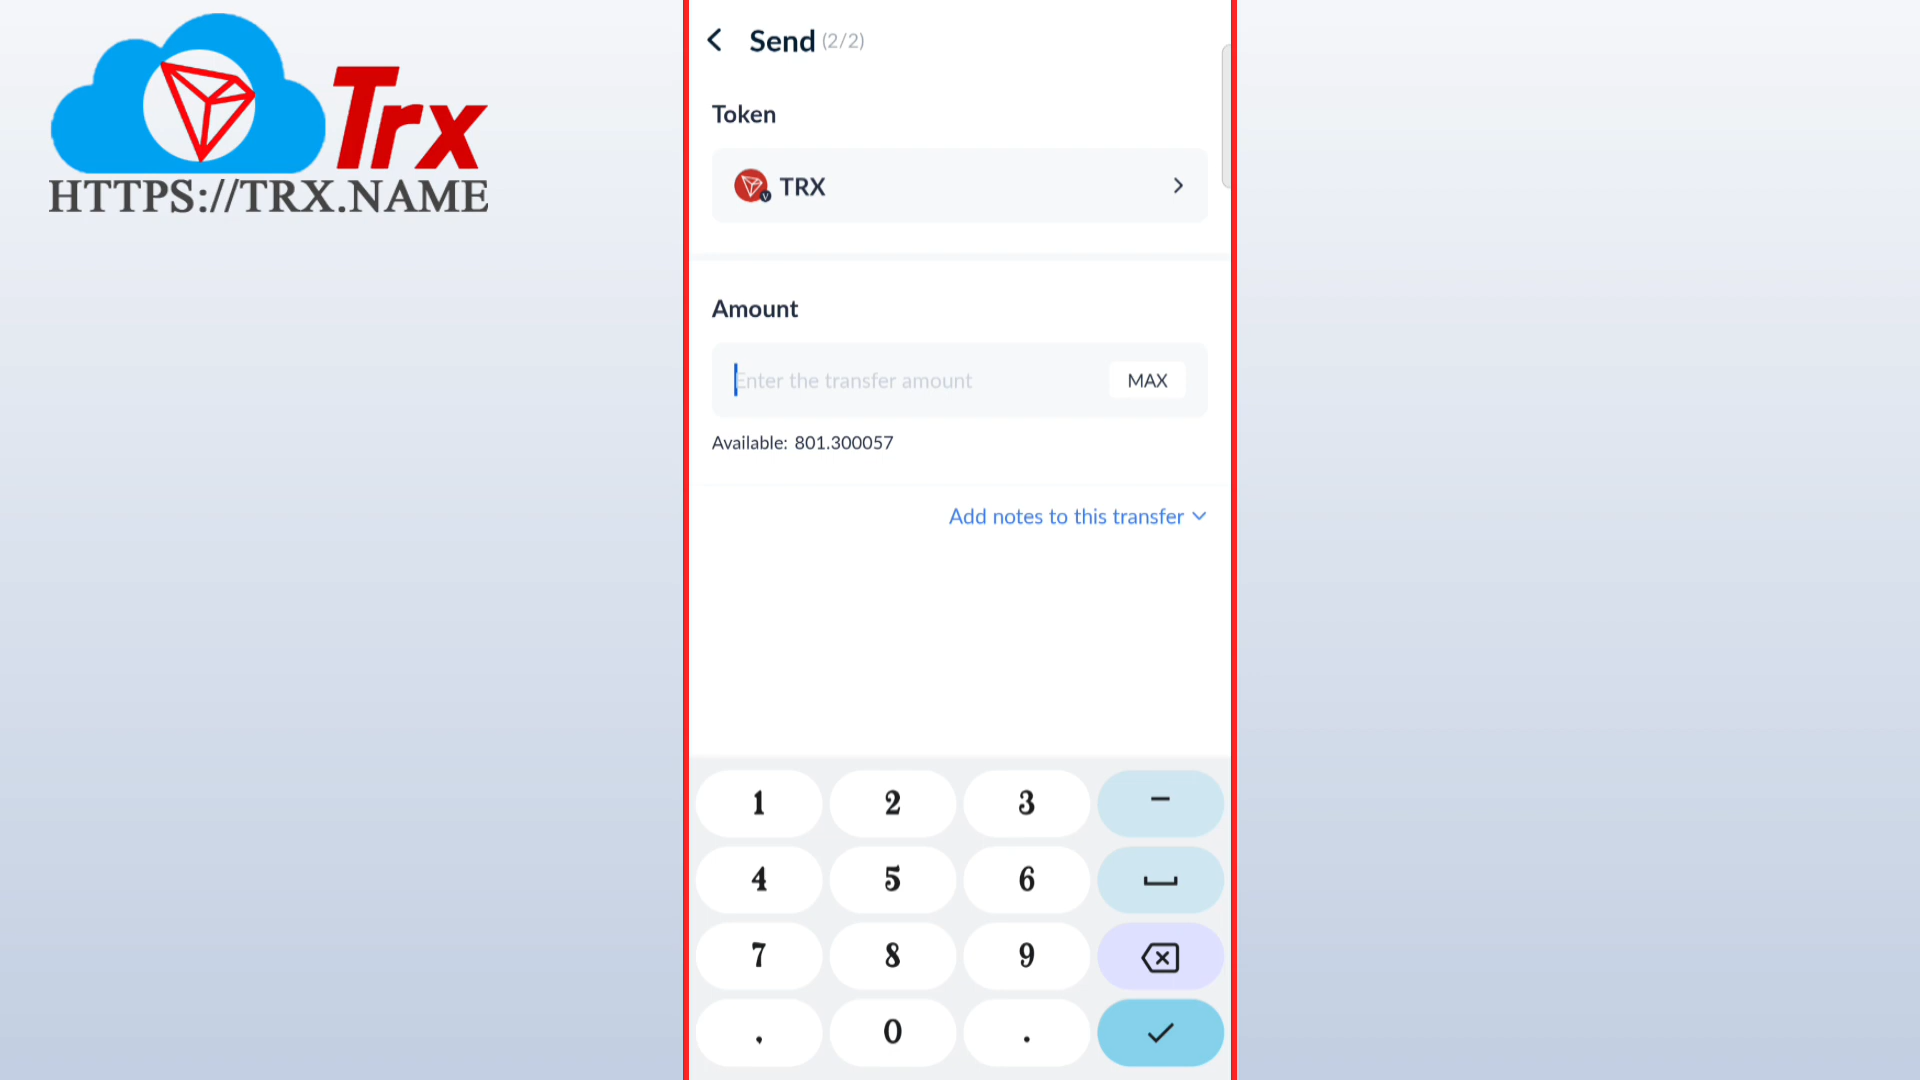 Trx
HTTPS://TRX.NAME
Send (2/2)
Token
TRX
Amount
Enter the transfer amount
MAX
Available: 801.300057
Add notes to this transfer
1 2 3 –
4 5 6
7 8 9
, 0 .